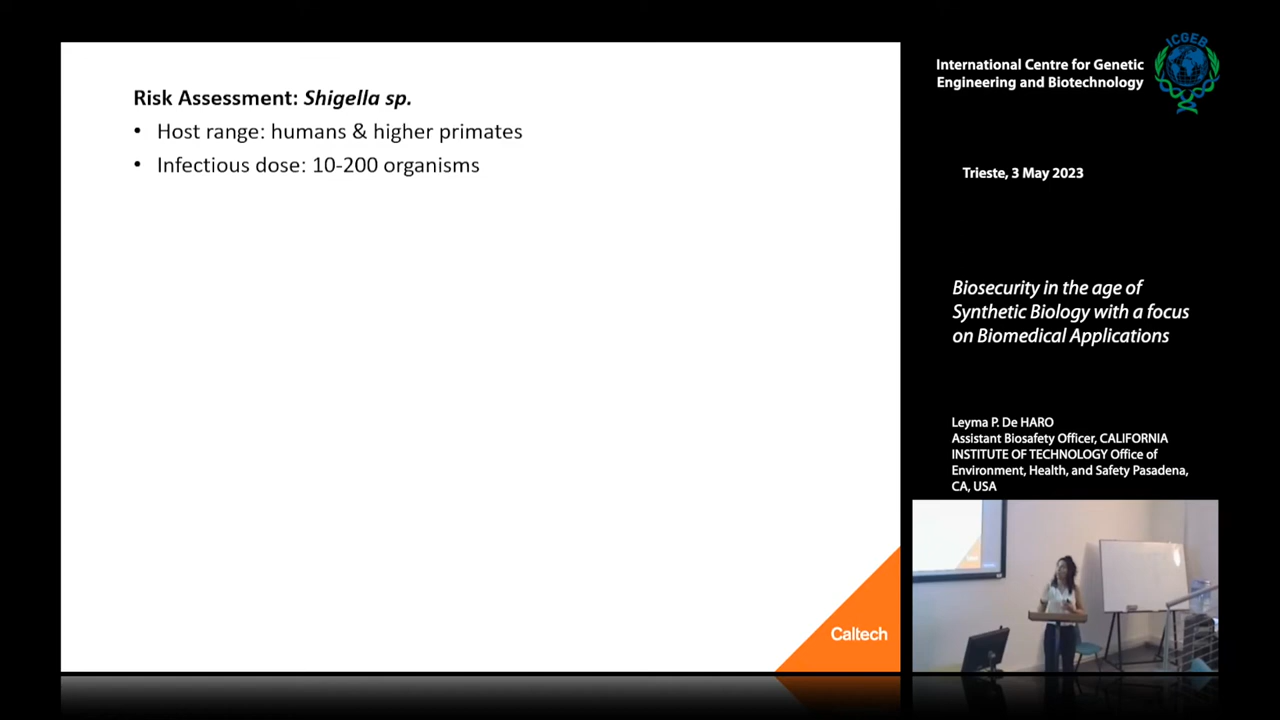 Risk Assessment: Shigella sp.
• Host range: humans & higher primates
• Infectious dose: 10-200 organisms
Caltech
International Centre for Genetic
Engineering and Biotechnology
ICGEB
Trieste, 3 May 2023
Biosecurity in the age of
Synthetic Biology with a focus
on Biomedical Applications
Leyma P. De HARO
Assistant Biosafety Officer, CALIFORNIA
INSTITUTE OF TECHNOLOGY Office of
Environment, Health, and Safety Pasadena,
CA, USA